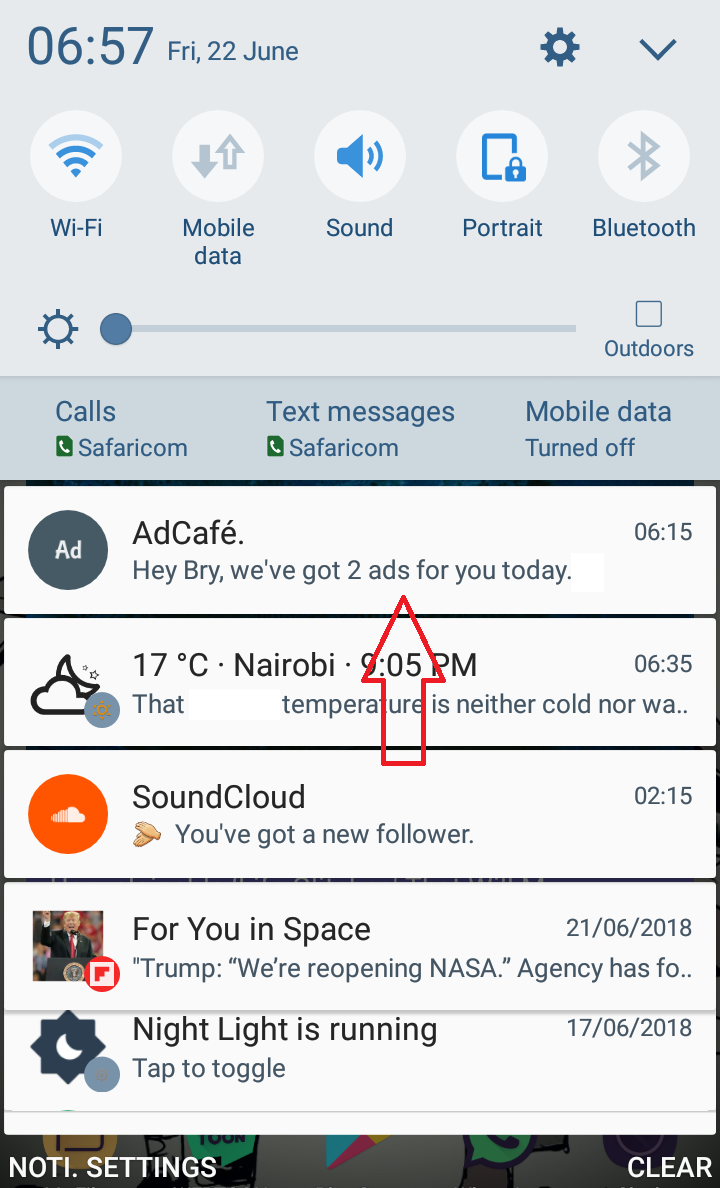 06:57 Fri, 22 June
Wi-Fi
Mobile data
Sound
Portrait
Bluetooth
Outdoors
Calls
Safaricom
Text messages
Safaricom
Mobile data
Turned off
Ad
AdCafé. 06:15
Hey Bry, we've got 2 ads for you today.
17 °C · Nairobi · 9:05 PM 06:35
That temperature is neither cold nor wa..
SoundCloud 02:15
👏 You've got a new follower.
For You in Space 21/06/2018
"Trump: “We’re reopening NASA.” Agency has fo..
Night Light is running 17/06/2018
Tap to toggle
TOON
NOTI. SETTINGS CLEAR